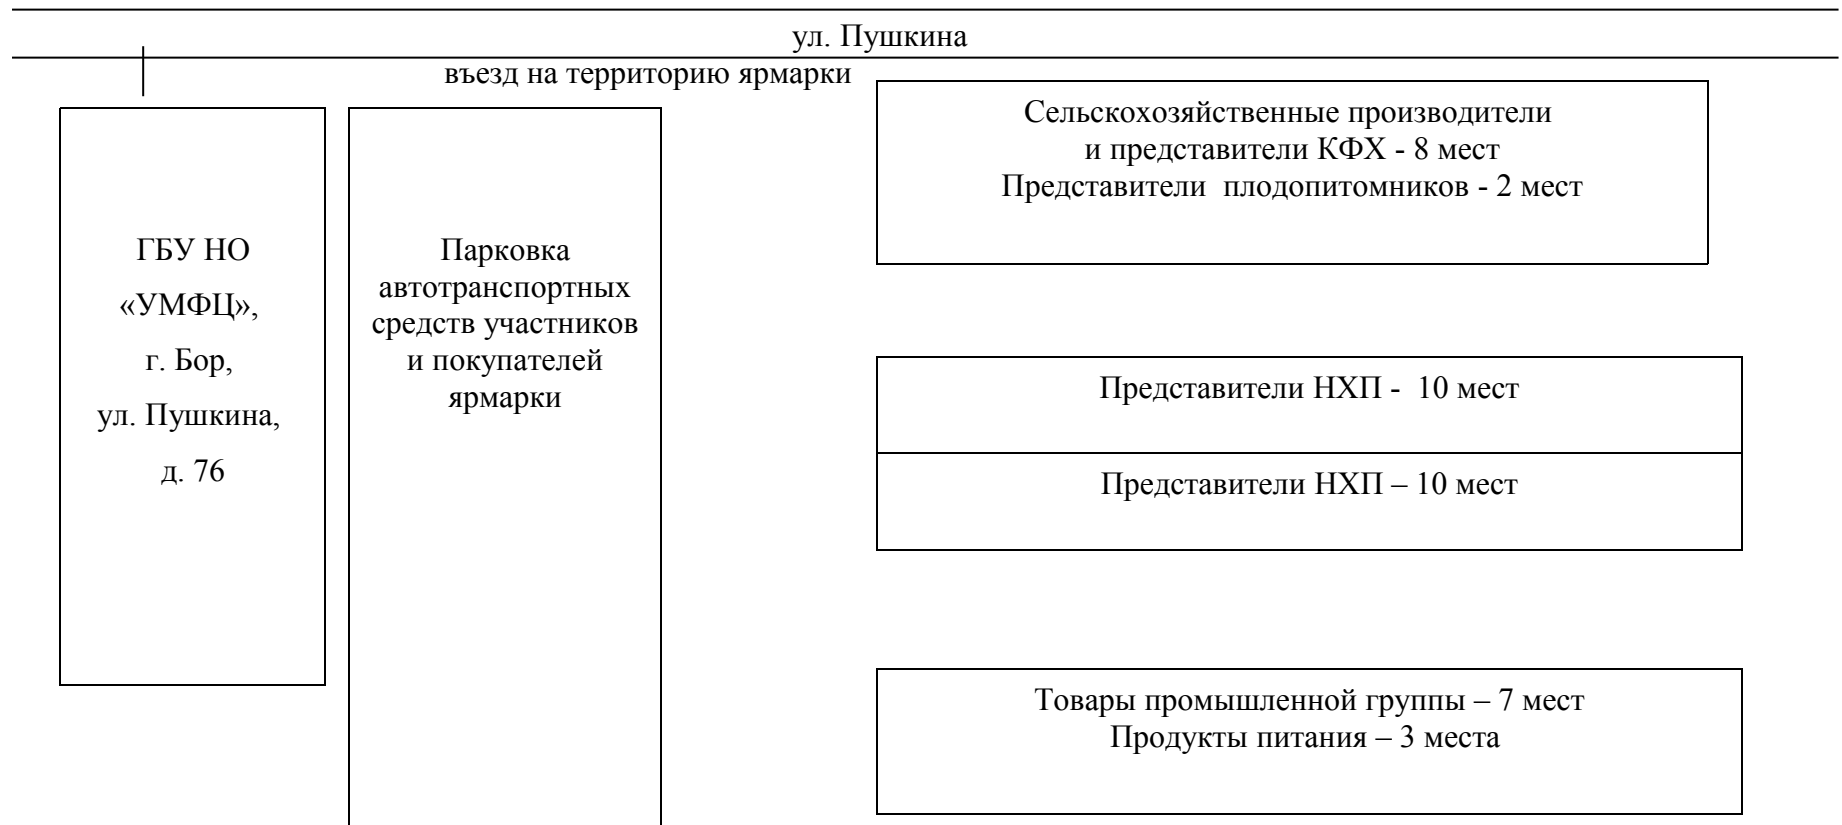 ул. Пушкина
въезд на территорию ярмарки
ГБУ НО
«УМФЦ»,
г. Бор,
ул. Пушкина,
д. 76
Парковка
автотранспортных
средств участников
и покупателей
ярмарки
Сельскохозяйственные производители
и представители КФХ - 8 мест
Представители плодопитомников - 2 мест
Представители НХП - 10 мест
Представители НХП – 10 мест
Товары промышленной группы – 7 мест
Продукты питания – 3 места